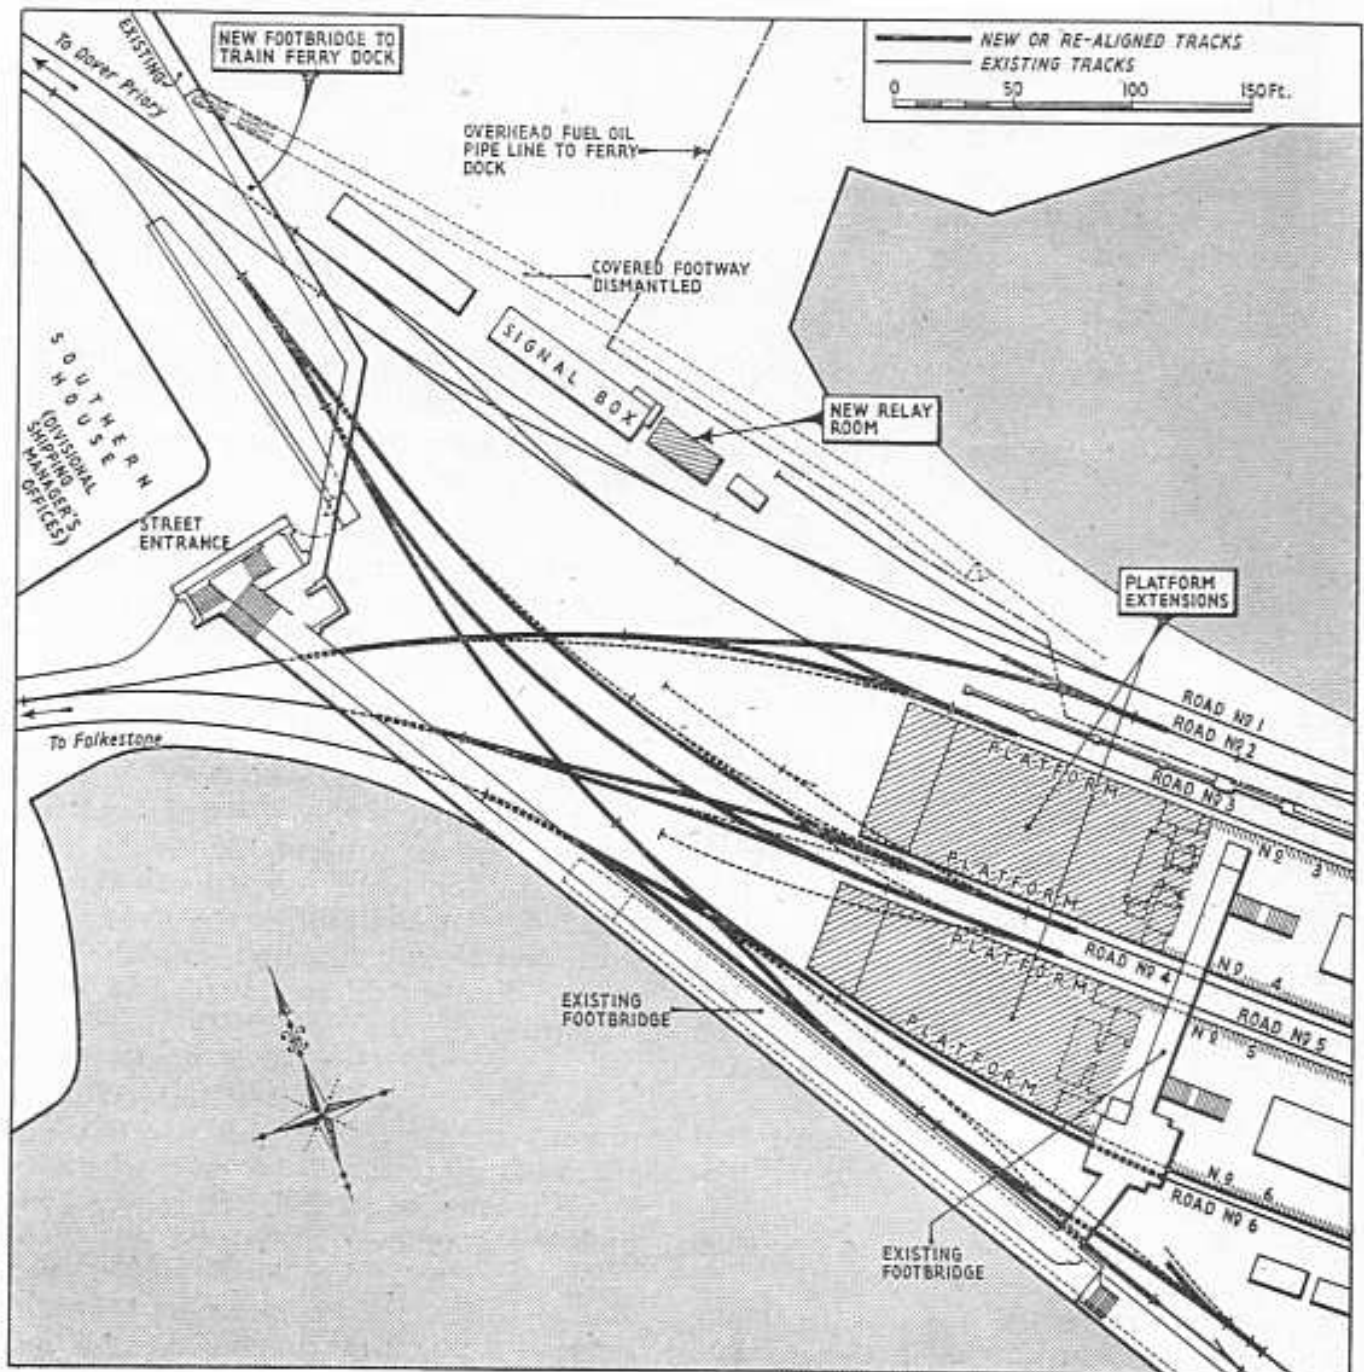 To Dover Priory
EXISTING
NEW FOOTBRIDGE TO
TRAIN FERRY DOCK
NEW OR RE-ALIGNED TRACKS
EXISTING TRACKS
0 50 100 150 Ft.
OVERHEAD FUEL OIL
PIPE LINE TO FERRY
DOCK
COVERED FOOTWAY
DISMANTLED
SIGNAL BOX
NEW RELAY
ROOM
SOUTHERN
HOUSE
(DIVISIONAL
SHIPPING
MANAGER'S
OFFICES)
STREET
ENTRANCE
PLATFORM
EXTENSIONS
To Folkestone
ROAD Nº 1
ROAD Nº 2
ROAD Nº 3
PLATFORM Nº 3
PLATFORM Nº 4
ROAD Nº 4
ROAD Nº 5
PLATFORM Nº 5
PLATFORM Nº 6
ROAD Nº 6
EXISTING
FOOTBRIDGE
EXISTING
FOOTBRIDGE